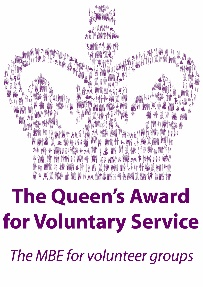 The Queen's Award
for Voluntary Service
The MBE for volunteer groups